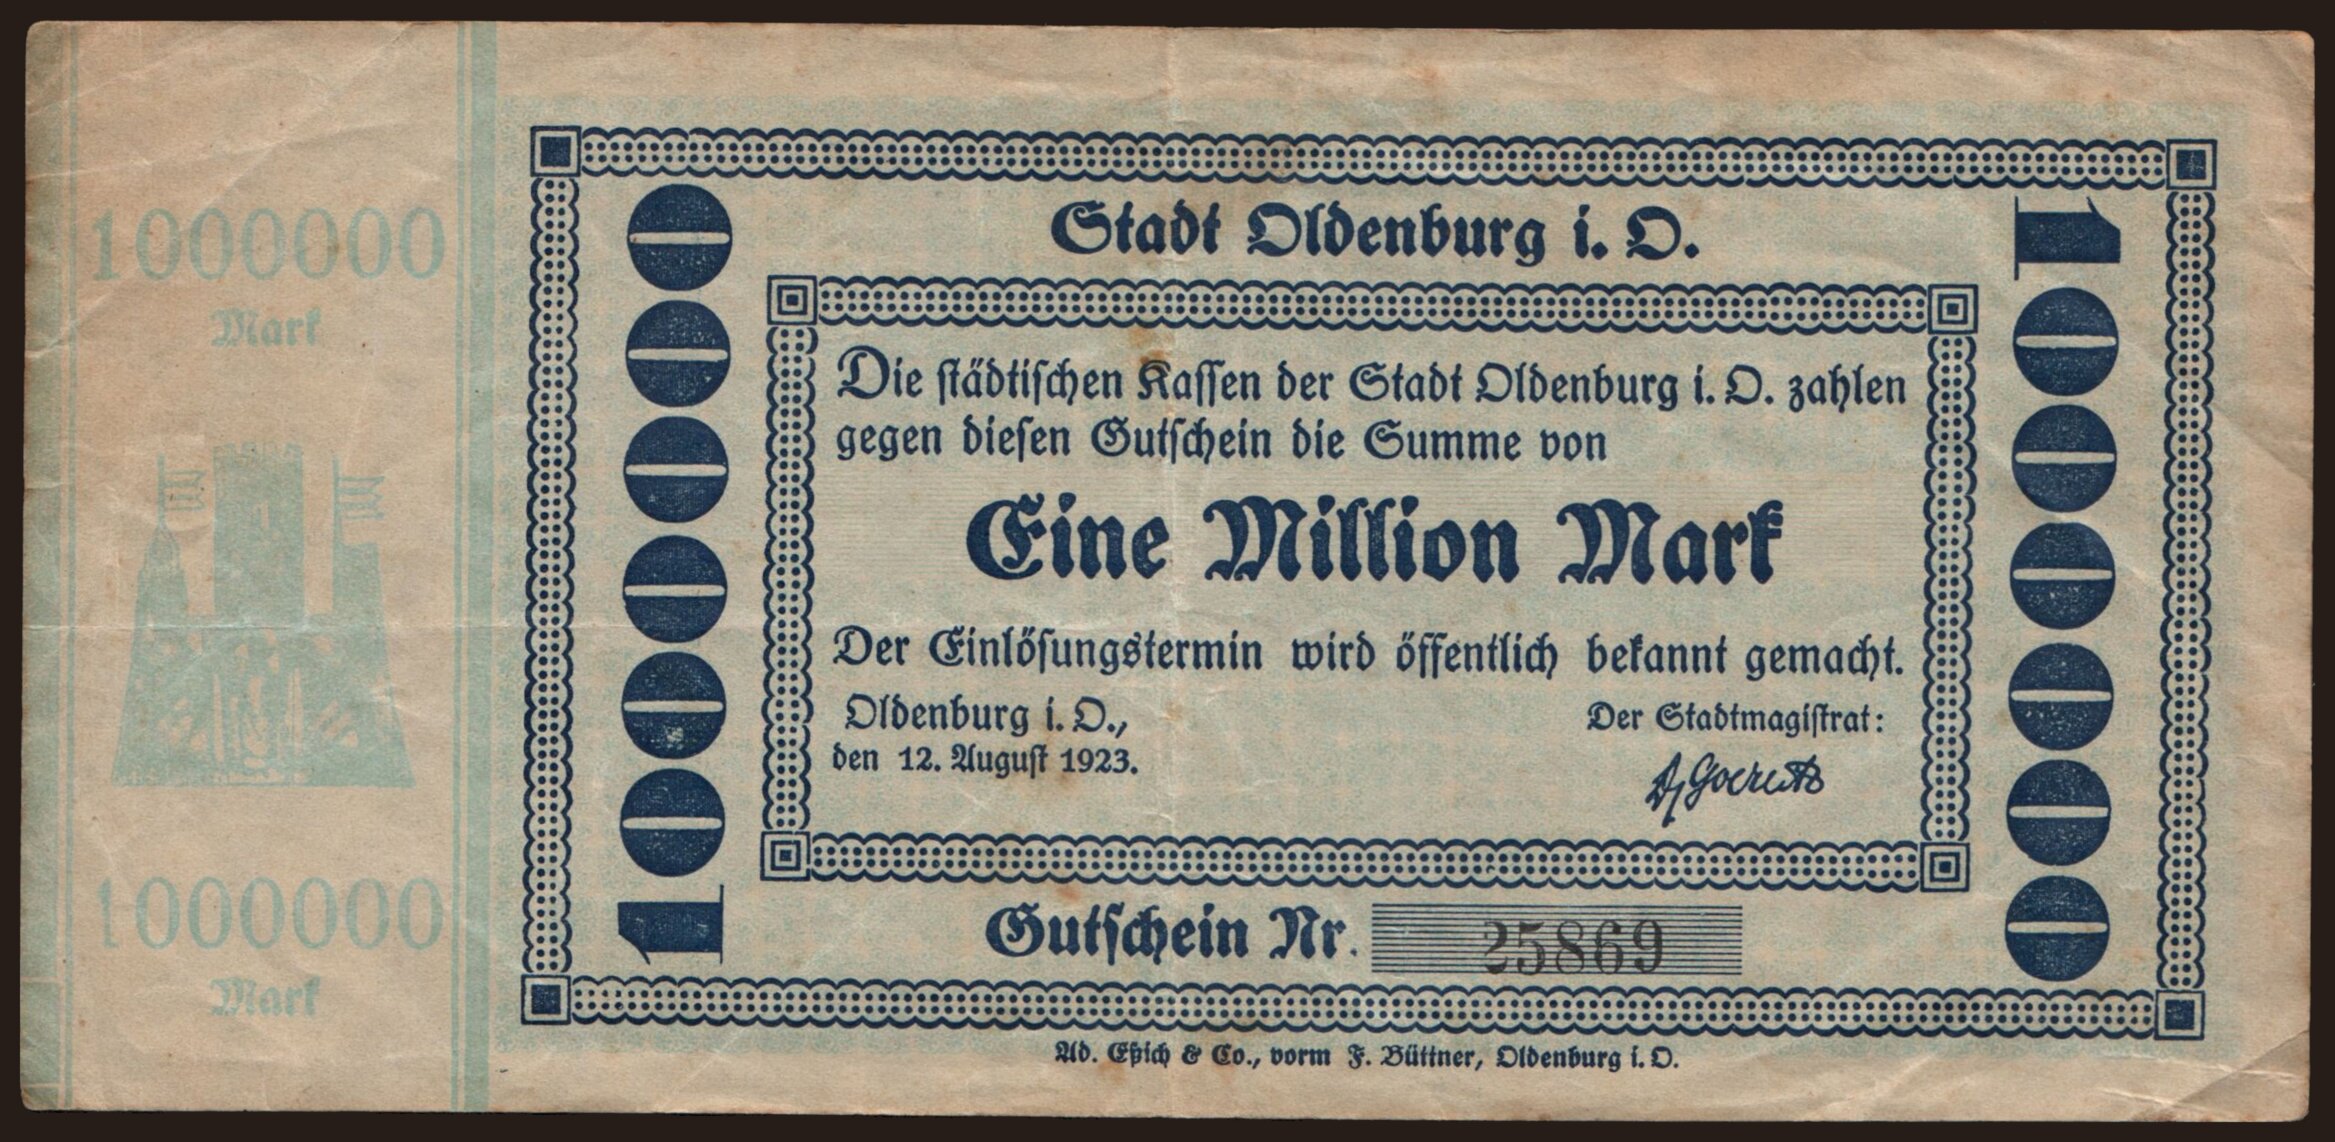 1000000
Mark
1000000
Mark
1000000
Stadt Oldenburg i. O.
Die städtischen Kassen der Stadt Oldenburg i. O. zahlen
gegen diesen Gutschein die Summe von
Eine Million Mark
Der Einlösungstermin wird öffentlich bekannt gemacht.
Oldenburg i. O.,
den 12. August 1923.
Der Stadtmagistrat:
Gutschein Nr. 25869
1000000
Ad. Eßich & Co., vorm F. Büttner, Oldenburg i. O.